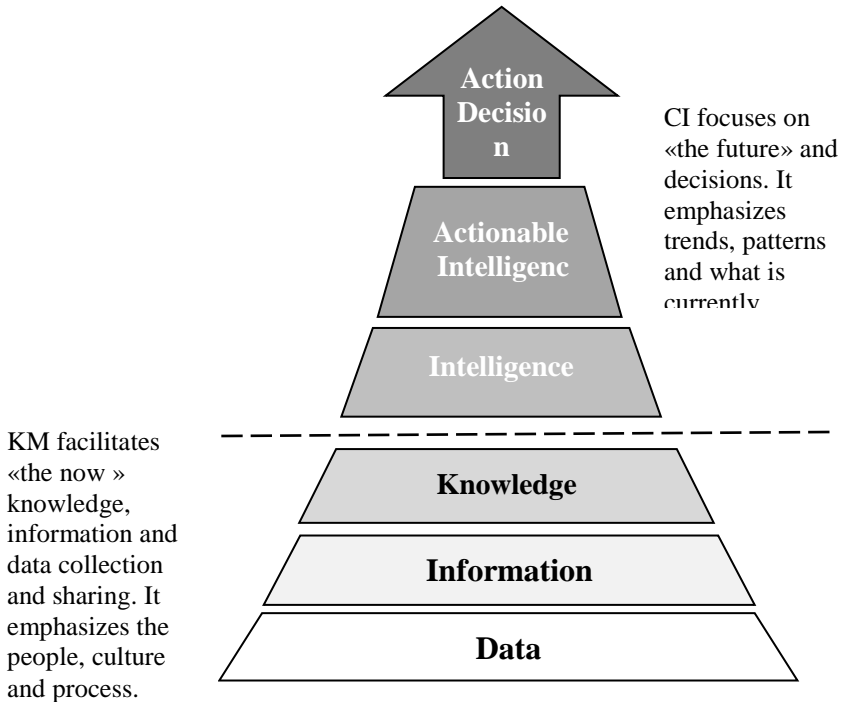 Action
Decisio
n
CI focuses on
«the future» and
decisions. It
emphasizes
trends, patterns
and what is
currently
Actionable
Intelligenc
Intelligence
KM facilitates
«the now »
knowledge,
information and
data collection
and sharing. It
emphasizes the
people, culture
and process.
Knowledge
Information
Data